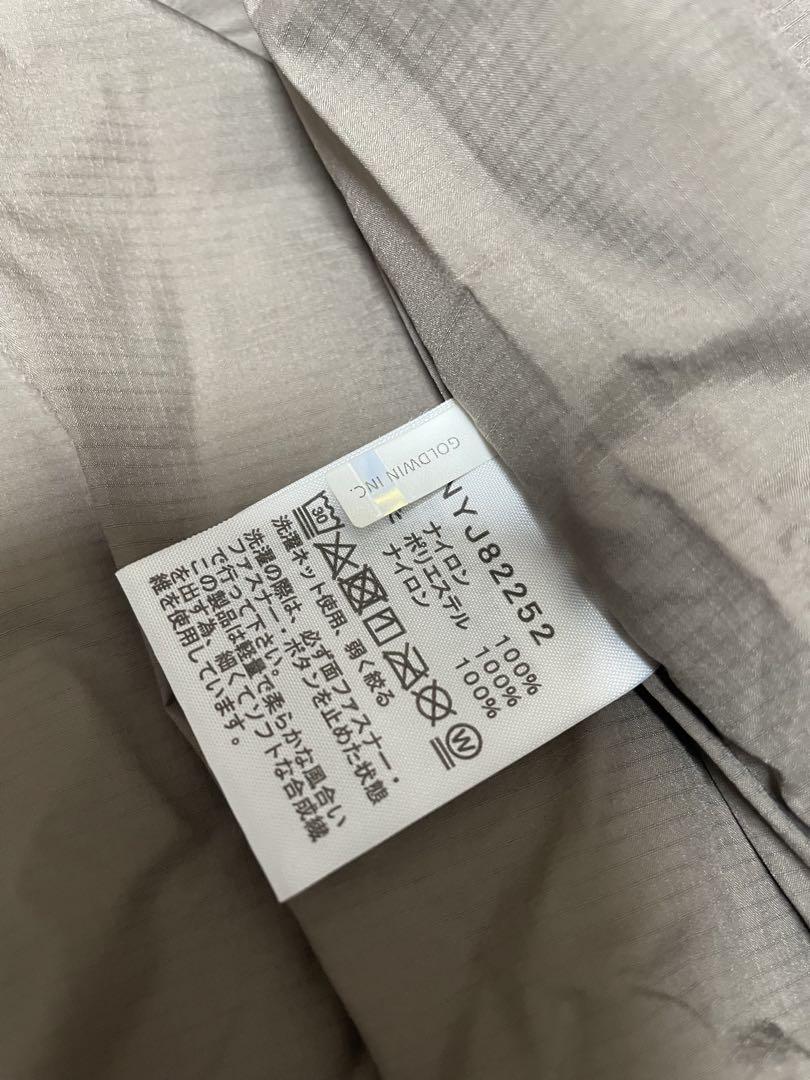 GOLDWIN INC.
NYJ82252
ナイロン 100%
ポリエステル 100%
ナイロン 100%
30
W
洗濯ネット使用、弱く絞る
洗濯の際は、必ず面ファスナー・
ファスナー・ボタンを止めた状態
で行って下さい。
この製品は軽量で柔らかな風合い
を出す為、細くてソフトな合成繊
維を使用しています。